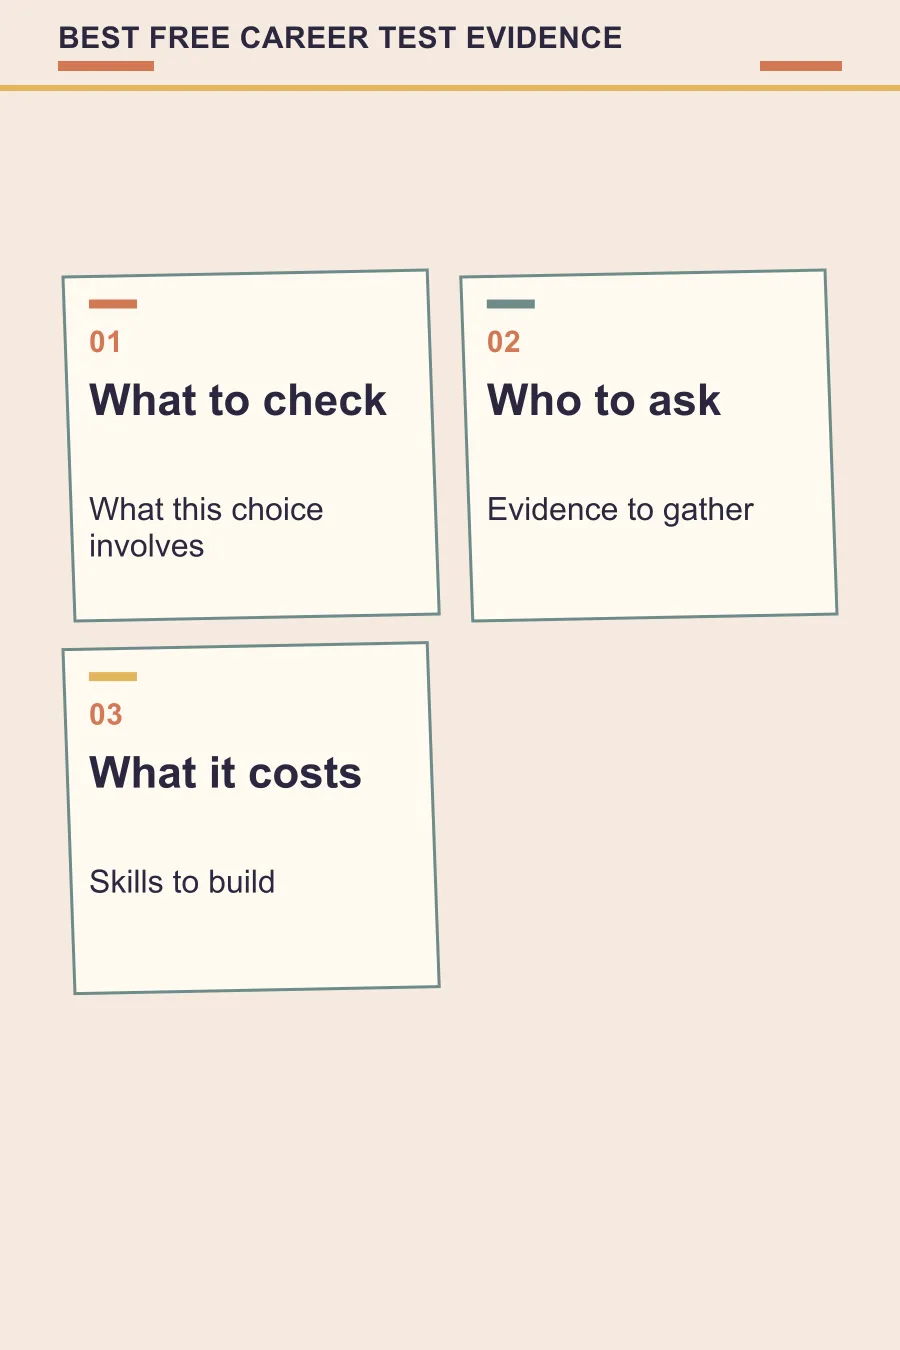 BEST FREE CAREER TEST EVIDENCE
01
What to check
What this choice
involves
02
Who to ask
Evidence to gather
03
What it costs
Skills to build